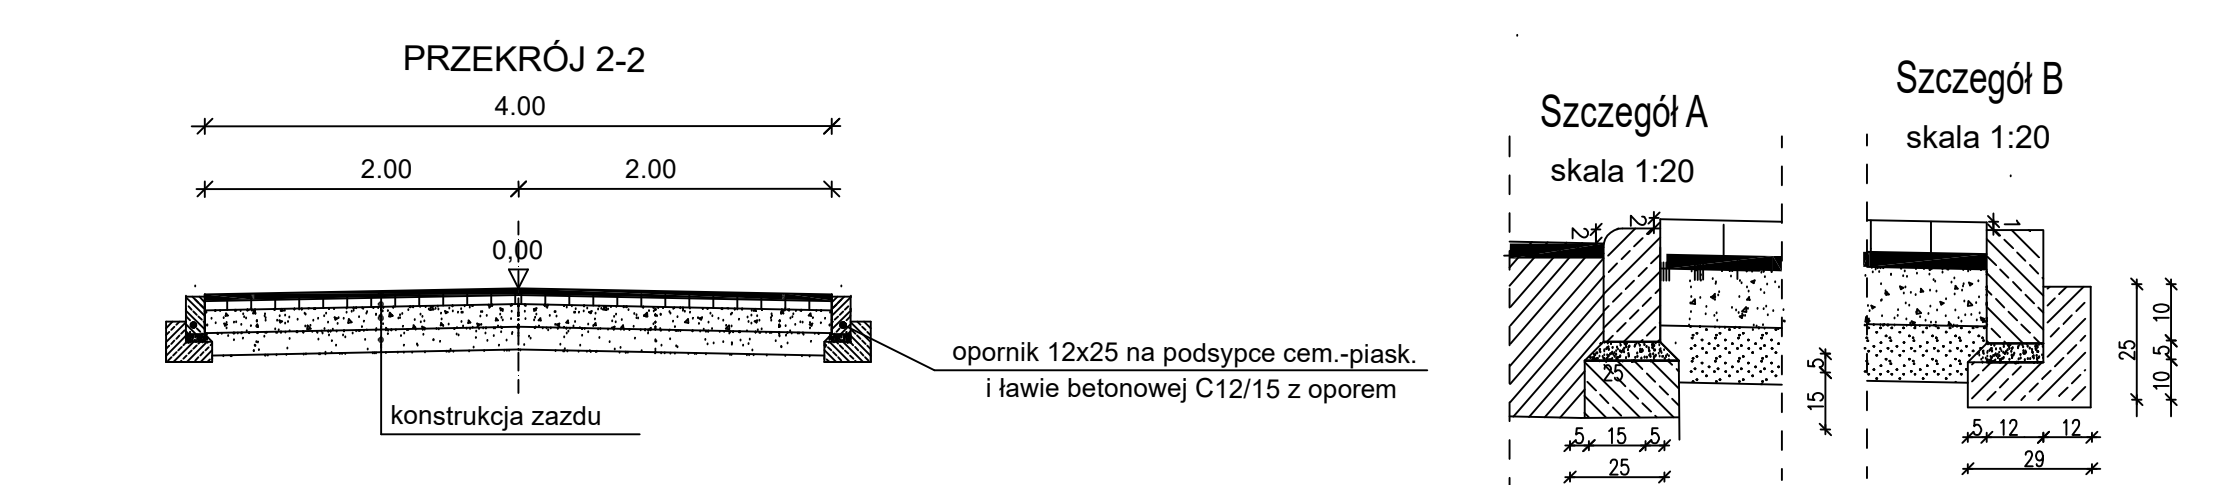 PRZEKRÓJ 2-2
4.00
2.00
2.00
0,00
opornik 12x25 na podsypce cem.-piask.
i ławie betonowej C12/15 z oporem
konstrukcja zazdu
Szczegół A
skala 1:20
2
2
25
5
15
5
25
5
15
Szczegół B
skala 1:20
1
25
10
5
10
5
12
12
29